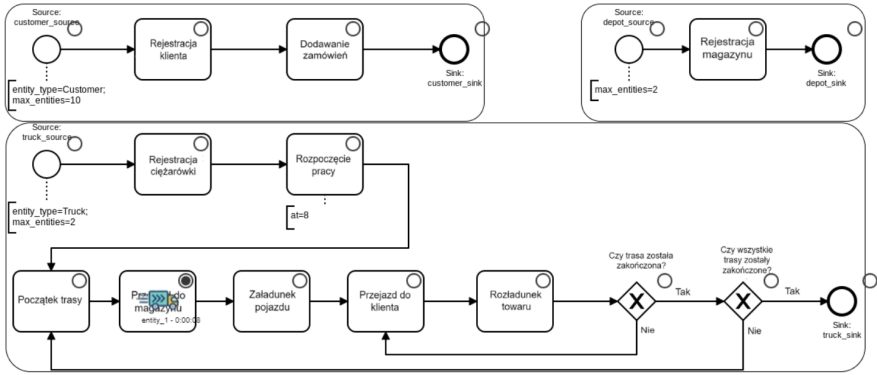 Source:
customer_source
Rejestracja
klienta
Dodawanie
zamówień
Sink:
customer_sink
entity_type=Customer;
max_entities=10
Source:
depot_source
Rejestracja
magazynu
Sink:
depot_sink
max_entities=2
Source:
truck_source
Rejestracja
ciężarówki
Rozpoczęcie
pracy
entity_type=Truck;
max_entities=2
at=8
Początek trasy
do
magazynu
entity_1 - 0:00:08
Załadunek
pojazdu
Przejazd do
klienta
Rozładunek
towaru
Czy trasa została
zakończona?
X
Tak
Nie
Czy wszystkie
trasy zostały
zakończone?
X
Tak
Nie
Sink:
truck_sink